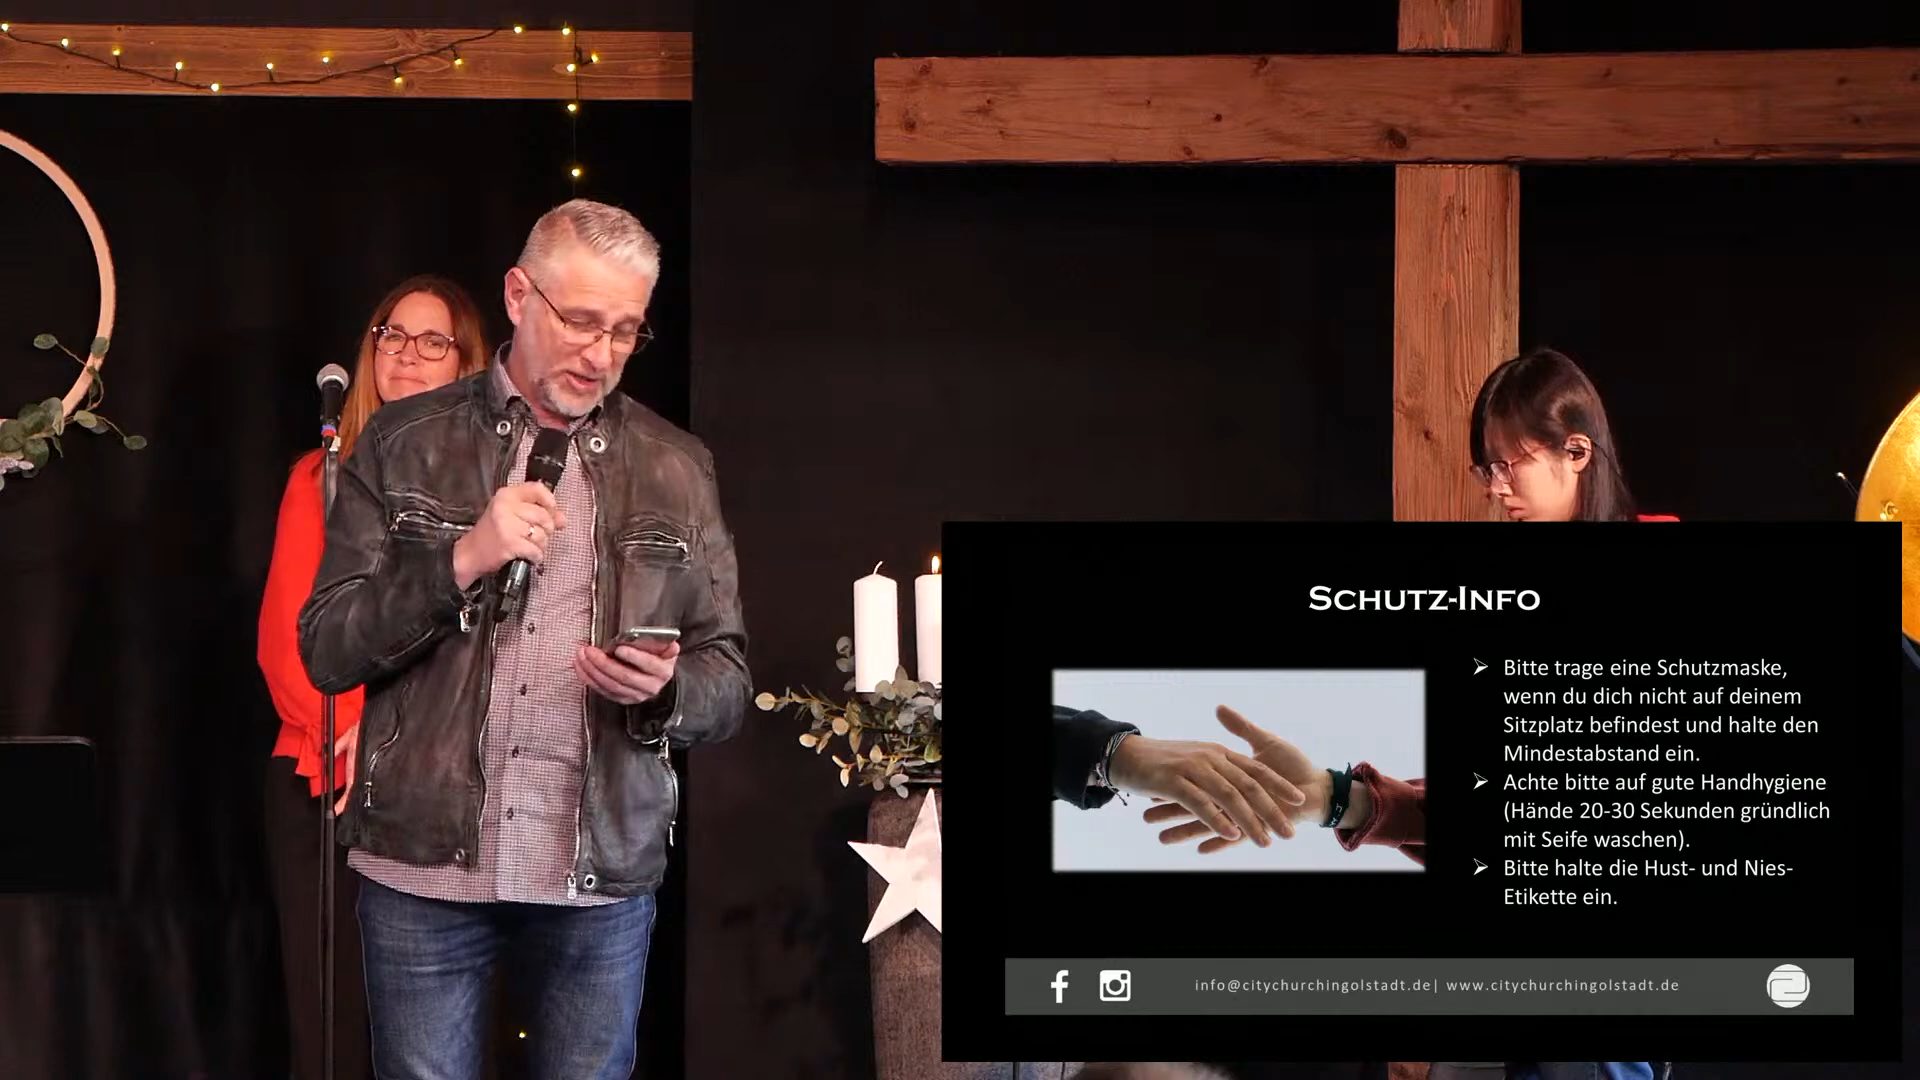 SCHUTZ-INFO
➢ Bitte trage eine Schutzmaske,
wenn du dich nicht auf deinem
Sitzplatz befindest und halte den
Mindestabstand ein.
➢ Achte bitte auf gute Handhygiene
(Hände 20-30 Sekunden gründlich
mit Seife waschen).
➢ Bitte halte die Hust- und Nies-
Etikette ein.
info@citychurchingolstadt.de| www.citychurchingolstadt.de